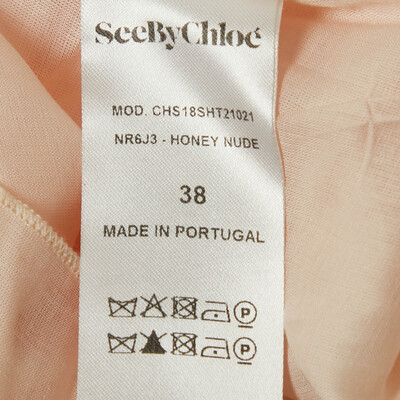 SeeByChloé
MOD. CHS18SHT21021
NR6J3 - HONEY NUDE
38
MADE IN PORTUGAL
P
P